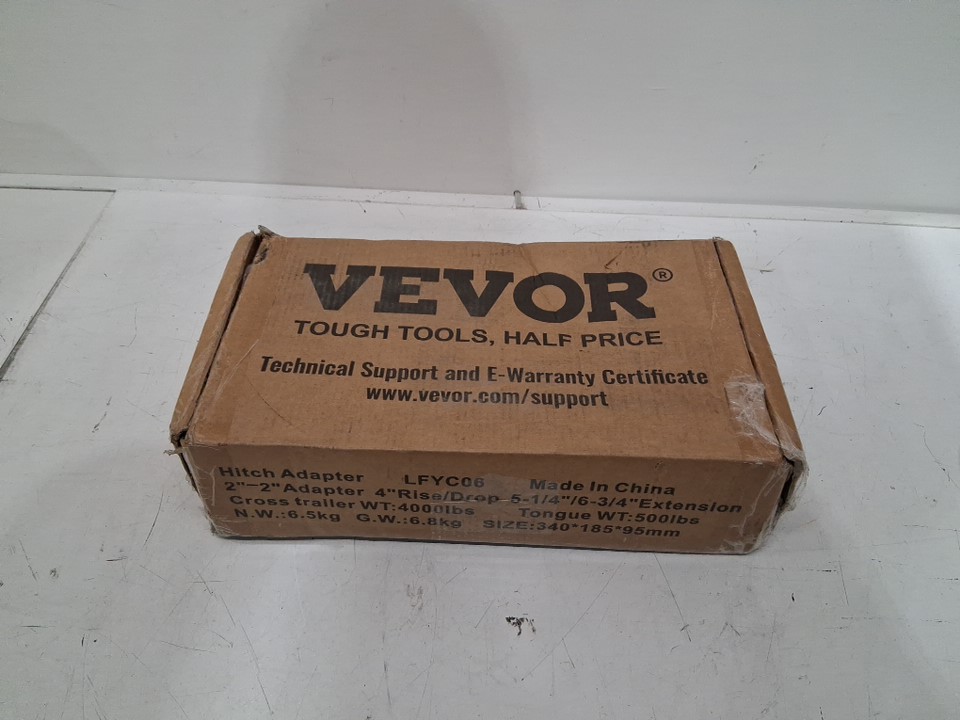 VEVOR®
TOUGH TOOLS, HALF PRICE
Technical Support and E-Warranty Certificate
www.vevor.com/support
Hitch Adapter LFYC06 Made In China
2"-2"Adapter 4"Rise/Drop 5-1/4"/6-3/4"Extension
Cross trailer WT:4000lbs Tongue WT:500lbs
N.W.:6.5kg G.W.:6.8kg SIZE:340*185*95mm